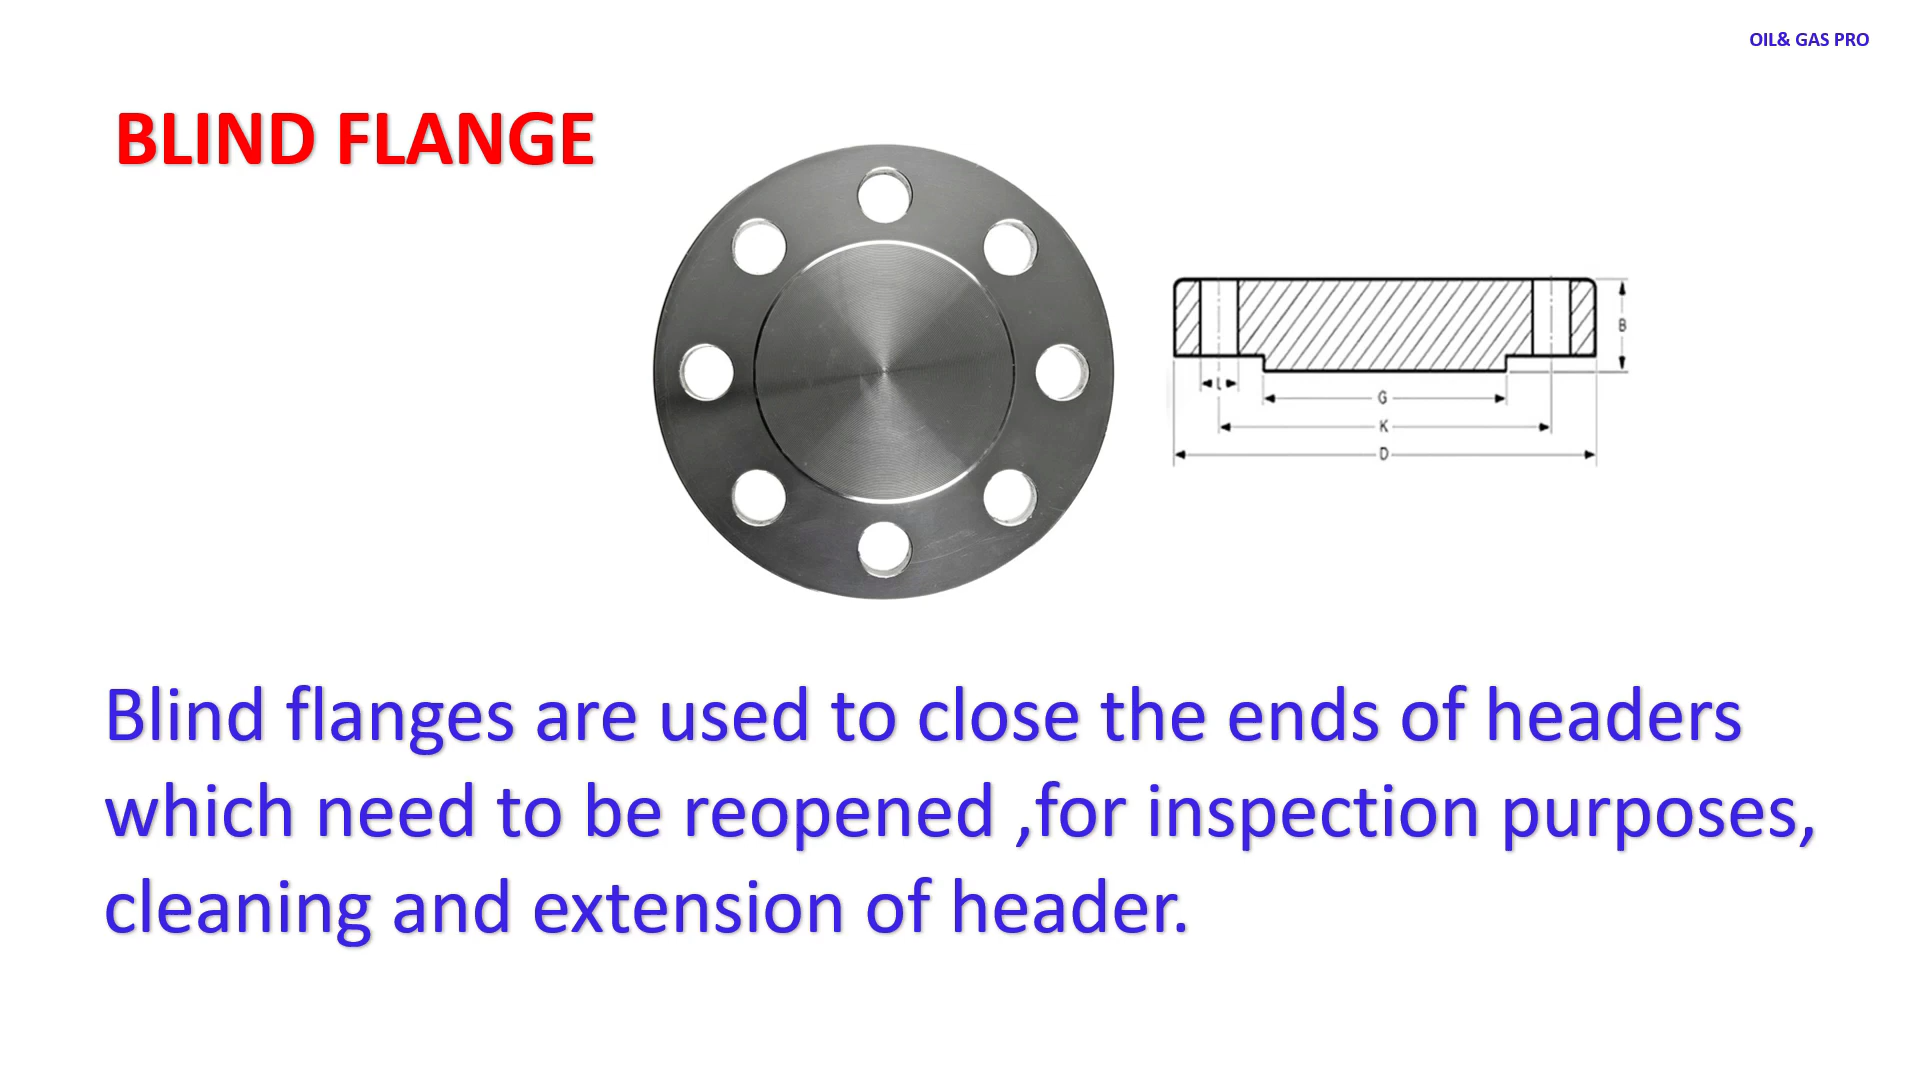 OIL& GAS PRO
BLIND FLANGE
B
L
G
K
D
Blind flanges are used to close the ends of headers
which need to be reopened ,for inspection purposes,
cleaning and extension of header.